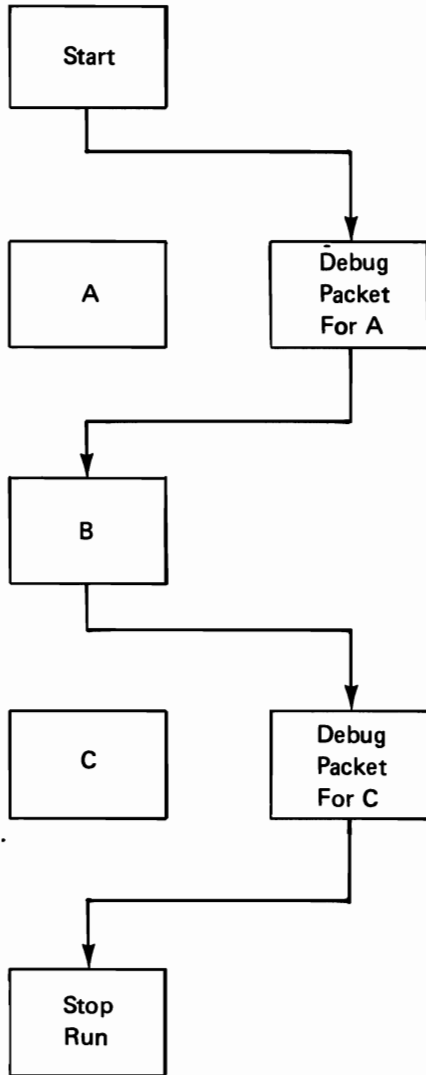 Start
A
Debug
Packet
For A
B
C
Debug
Packet
For C
Stop
Run